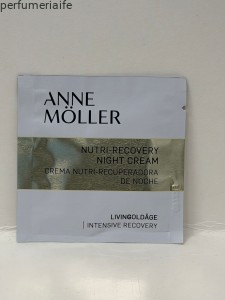 perfumeriaife
ANNE
MÖLLER
NUTRI-RECOVERY
NIGHT CREAM
CREMA NUTRI-RECUPERADORA
DE NOCHE
LIVINGOLDÂGE
| INTENSIVE RECOVERY